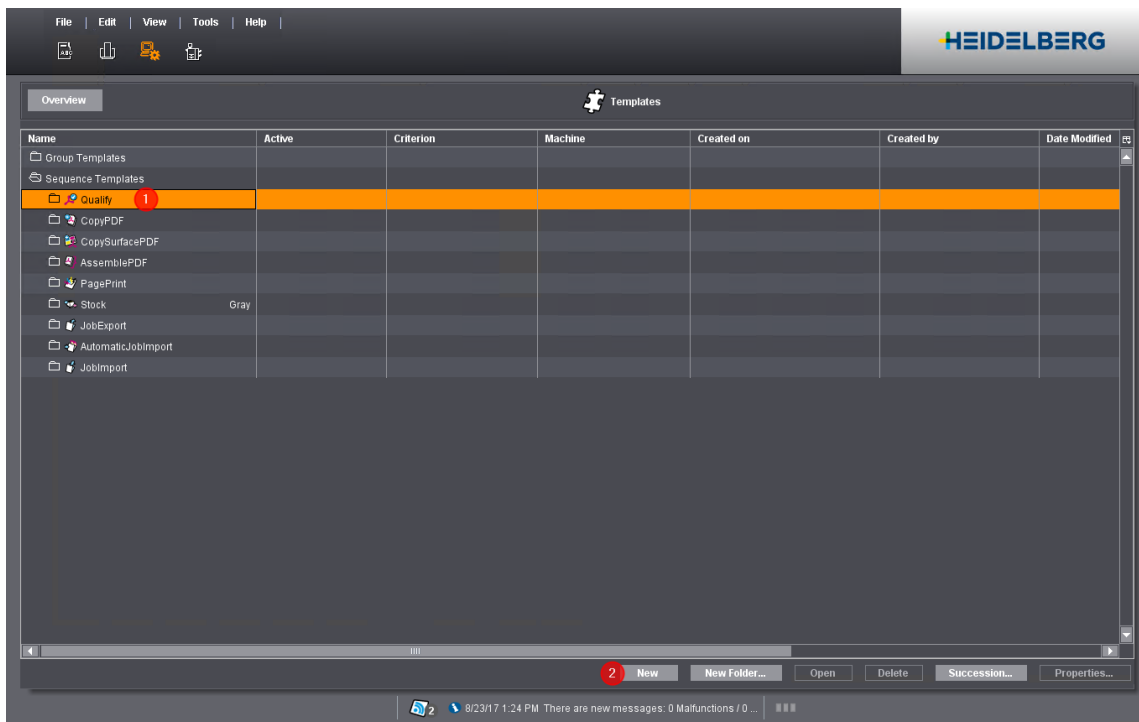 File | Edit | View | Tools | Help |
ABC
HEIDELBERG
Overview
Templates
Name Active Criterion Machine Created on Created by Date Modified
Group Templates
Sequence Templates
Qualify 1
CopyPDF
CopySurfacePDF
AssemblePDF
PagePrint
Stock Gray
JobExport
AutomaticJobImport
JobImport
2 New New Folder... Open Delete Succession... Properties...
2 8/23/17 1:24 PM There are new messages: 0 Malfunctions / 0 ...